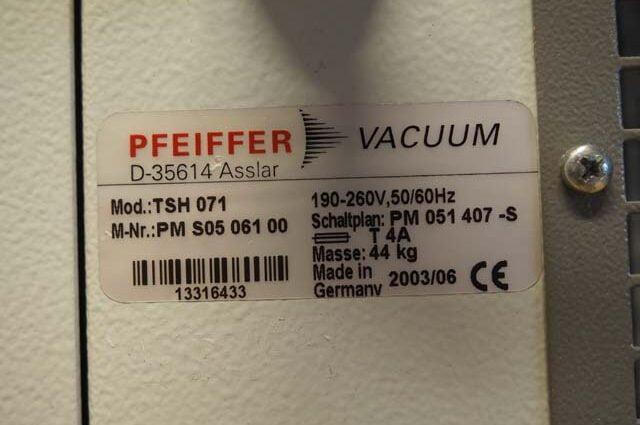 PFEIFFER VACUUM
D-35614 Asslar
Mod.:TSH 071
M-Nr.:PM S05 061 00
13316433
190-260V,50/60Hz
Schaltplan: PM 051 407 -S
T 4A
Masse: 44 kg
Made in
Germany 2003/06 CE